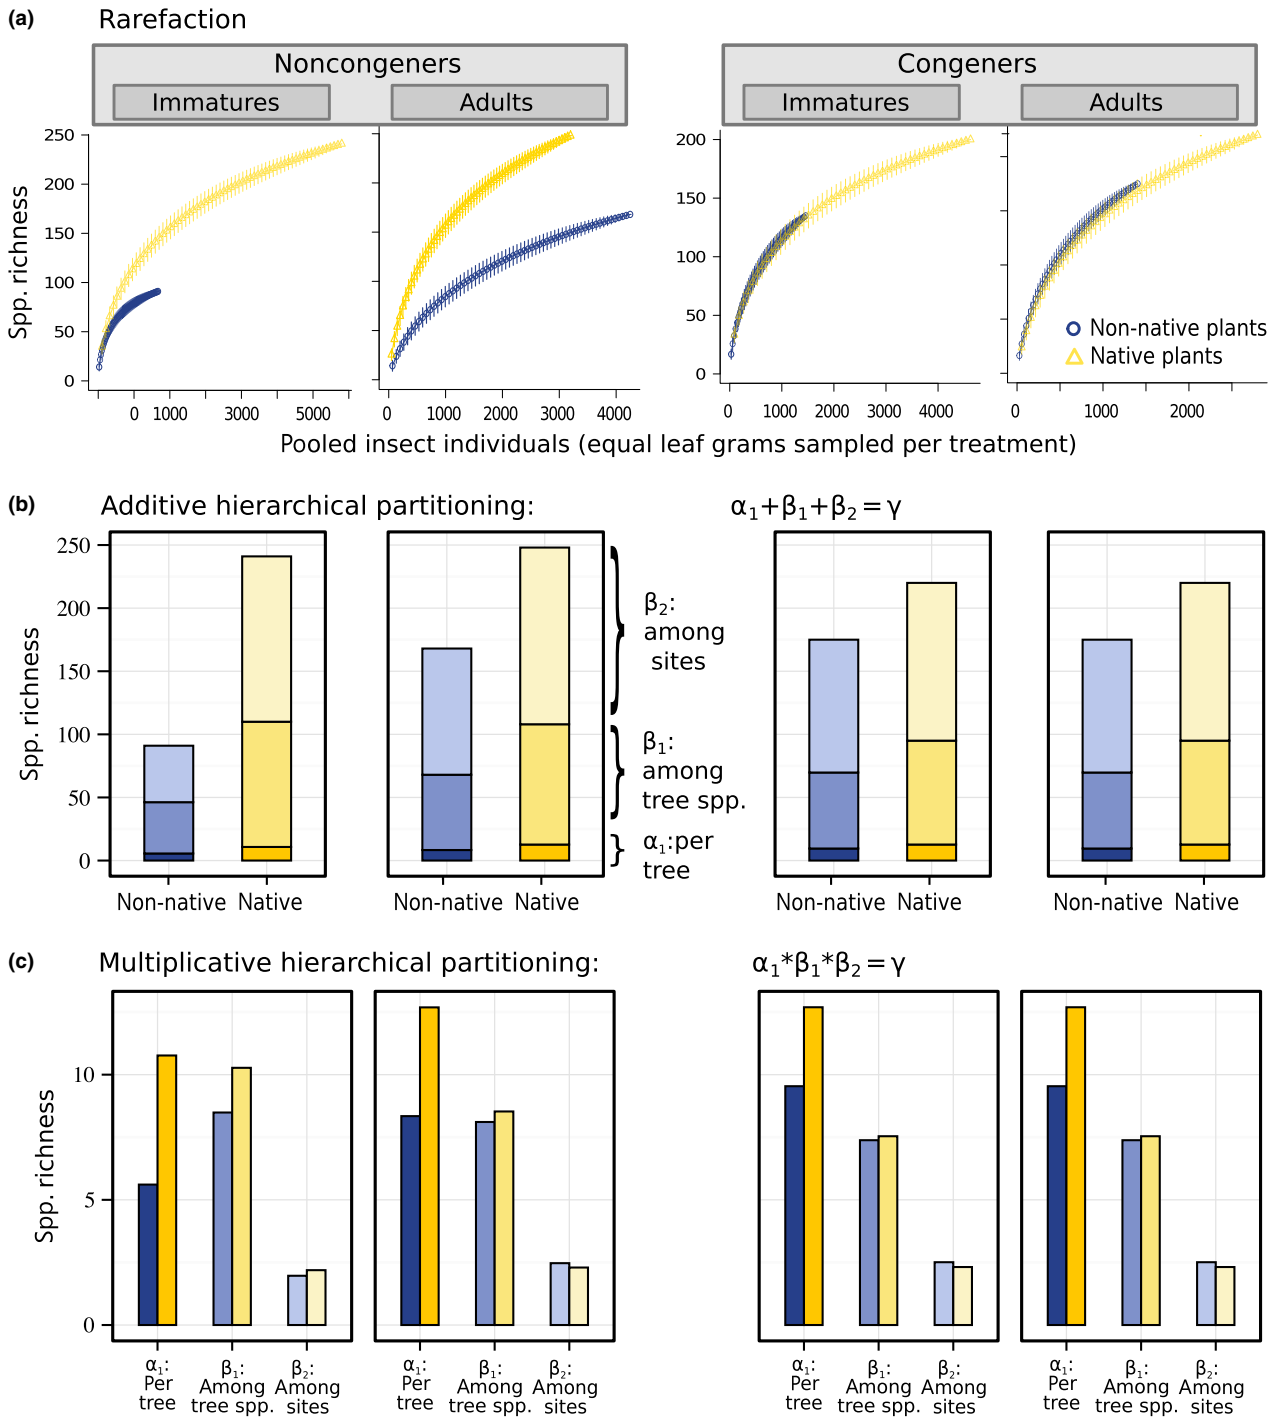 (a) Rarefaction
Noncongeners Congeners
Immatures Adults Immatures Adults
Spp. richness
250
200
150
100
50
0
200
150
100
50
0
Non-native plants
Native plants
0 1000 3000 5000
0 1000 2000 3000 4000
0 1000 2000 3000 4000
0 1000 2000
Pooled insect individuals (equal leaf grams sampled per treatment)
(b) Additive hierarchical partitioning: α₁+β₁+β₂=γ
Spp. richness
250
200
150
100
50
0
β₂:
among
sites
β₁:
among
tree spp.
α₁:per
tree
Non-native Native Non-native Native Non-native Native Non-native Native
(c) Multiplicative hierarchical partitioning: α₁*β₁*β₂=γ
Spp. richness
10
5
0
α₁: β₁: β₂: α₁: β₁: β₂: α₁: β₁: β₂: α₁: β₁: β₂:
Per Among Among Per Among Among Per Among Among Per Among Among
tree tree spp. sites tree tree spp. sites tree tree spp. sites tree tree spp. sites